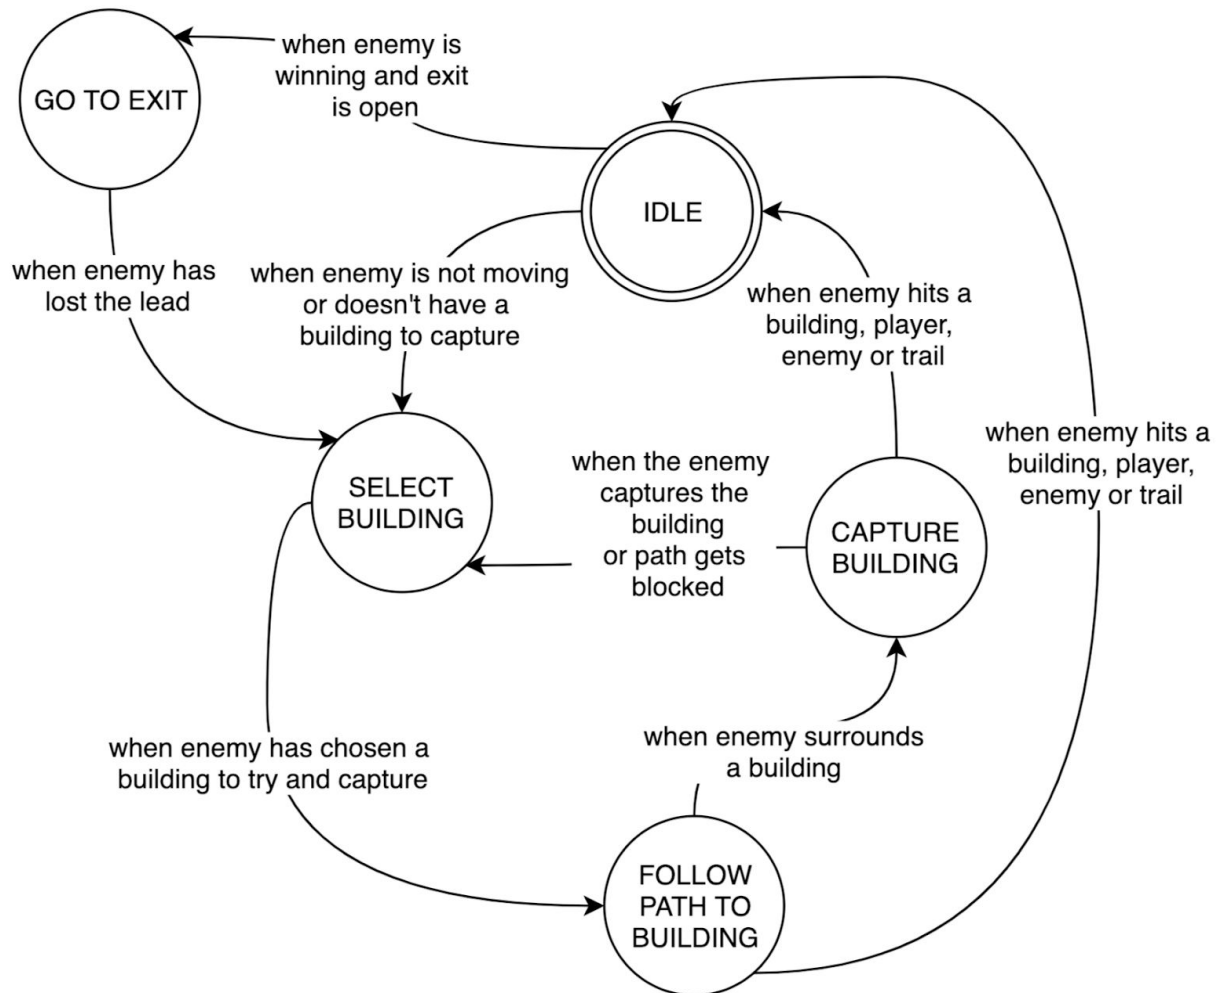 GO TO EXIT
when enemy is
winning and exit
is open
IDLE
when enemy has
lost the lead
when enemy is not moving
or doesn't have a
building to capture
when enemy hits a
building, player,
enemy or trail
when enemy hits a
building, player,
enemy or trail
SELECT
BUILDING
when the enemy
captures the
building
or path gets
blocked
CAPTURE
BUILDING
when enemy has chosen a
building to try and capture
when enemy surrounds
a building
FOLLOW
PATH TO
BUILDING